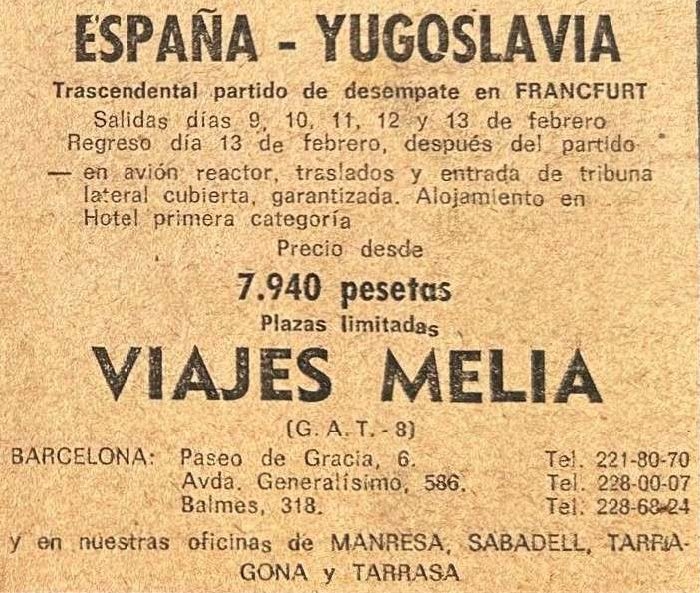 ESPAÑA - YUGOSLAVIA
Trascendental partido de desempate en FRANCFURT
Salidas días 9, 10, 11, 12 y 13 de febrero
Regreso día 13 de febrero, después del partido
— en avión reactor, traslados y entrada de tribuna
lateral cubierta, garantizada. Alojamiento en
Hotel primera categoría
Precio desde
7.940 pesetas
Plazas limitadas
VIAJES MELIA
(G. A. T. - 8)
BARCELONA: Paseo de Gracia, 6. Tel. 221-80-70
Avda. Generalísimo, 586. Tel. 228-00-07
Balmes, 318. Tel. 228-68-24
y en nuestras oficinas de MANRESA, SABADELL, TARRA-
GONA y TARRASA